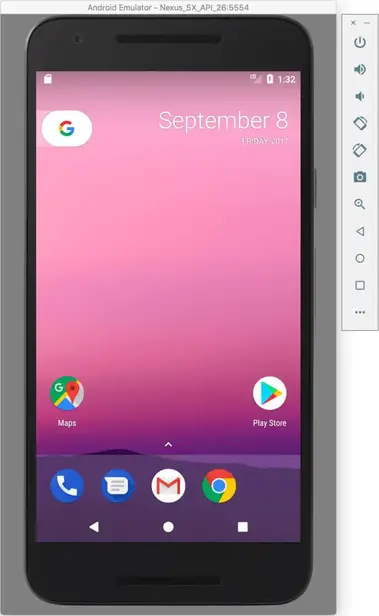 Android Emulator - Nexus_5X_API_26:5554
1:32
G
September 8
FRIDAY, 2017
G
Maps
Play Store